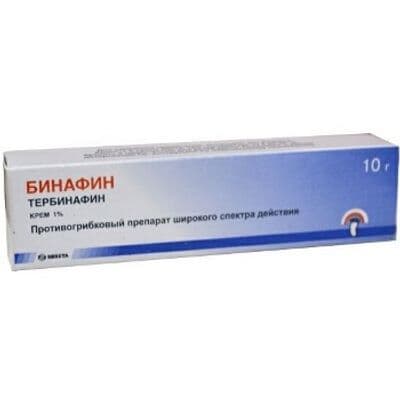 БИНАФИН
ТЕРБИНАФИН
КРЕМ 1%
10 г
Противогрибковый препарат широкого спектра действия